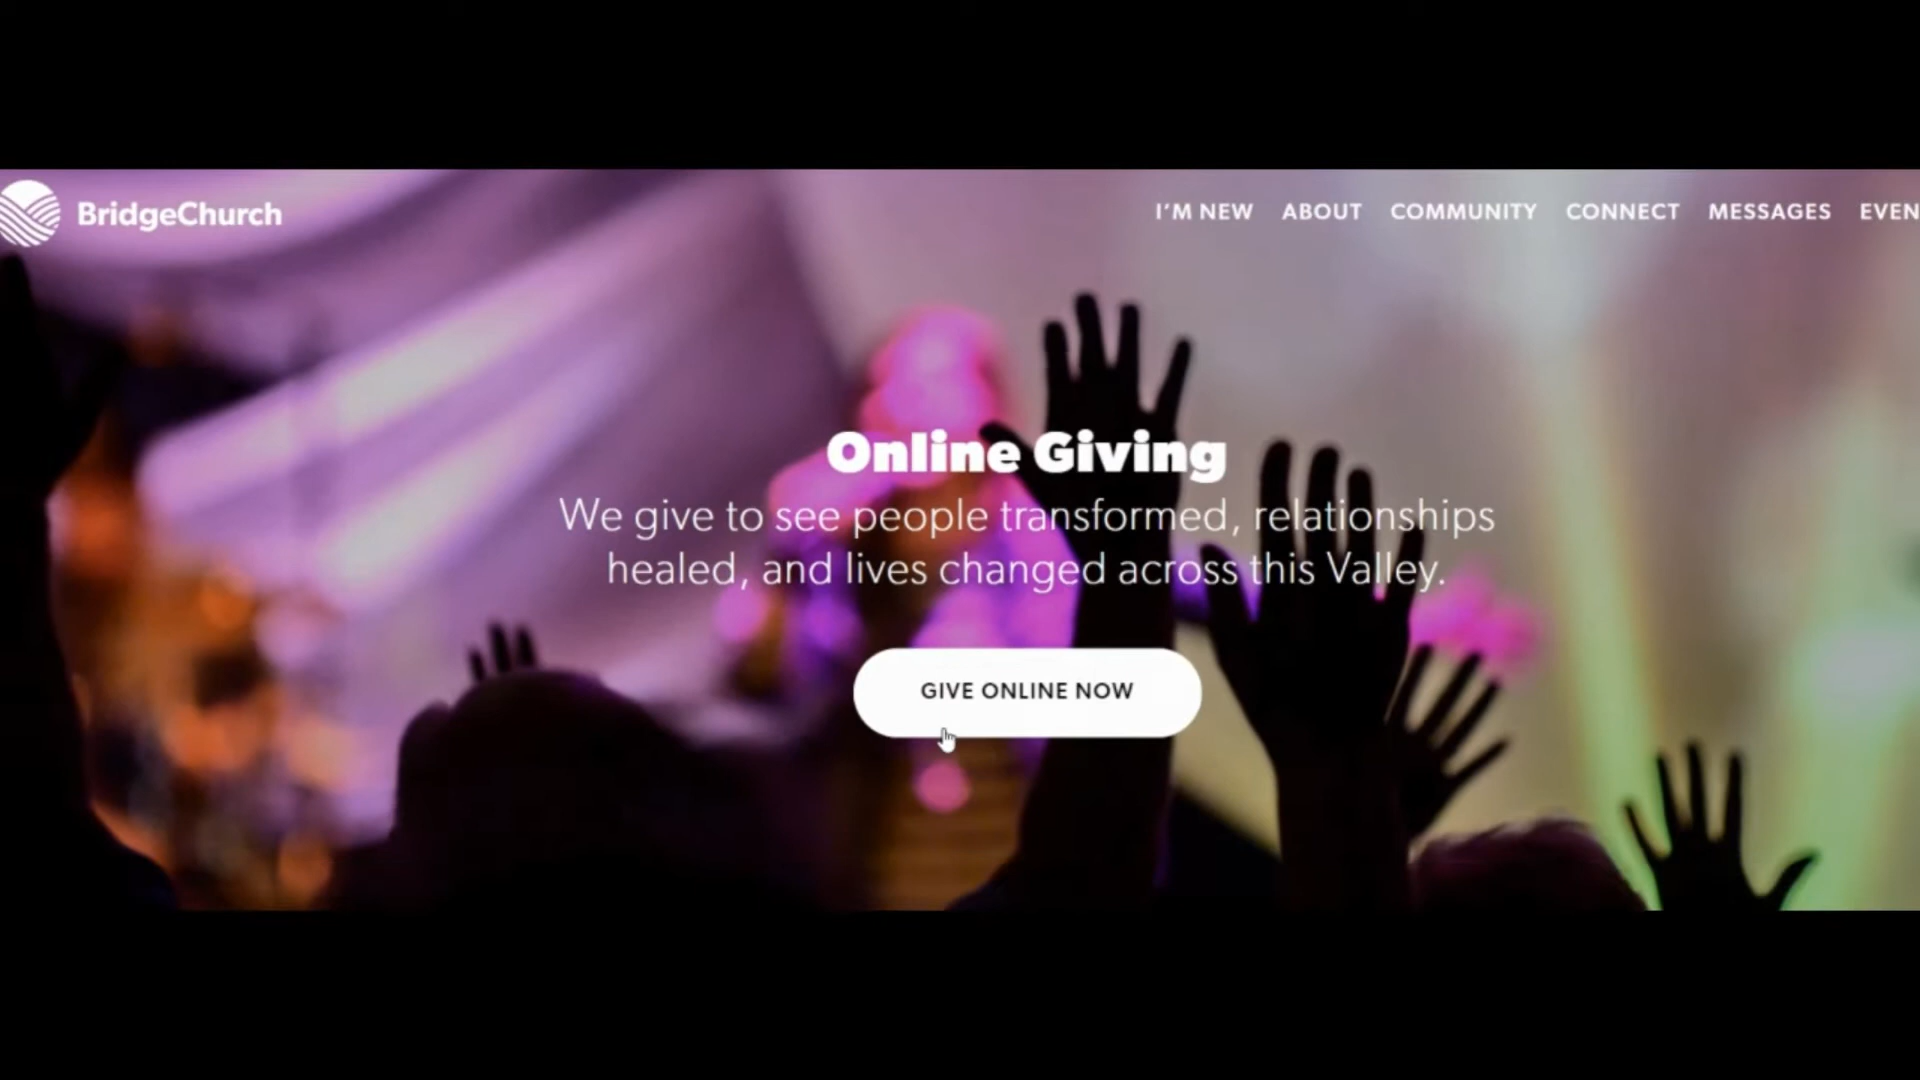 BridgeChurch
I'M NEW ABOUT COMMUNITY CONNECT MESSAGES EVEN
Online Giving
We give to see people transformed, relationships
healed, and lives changed across this Valley.
GIVE ONLINE NOW